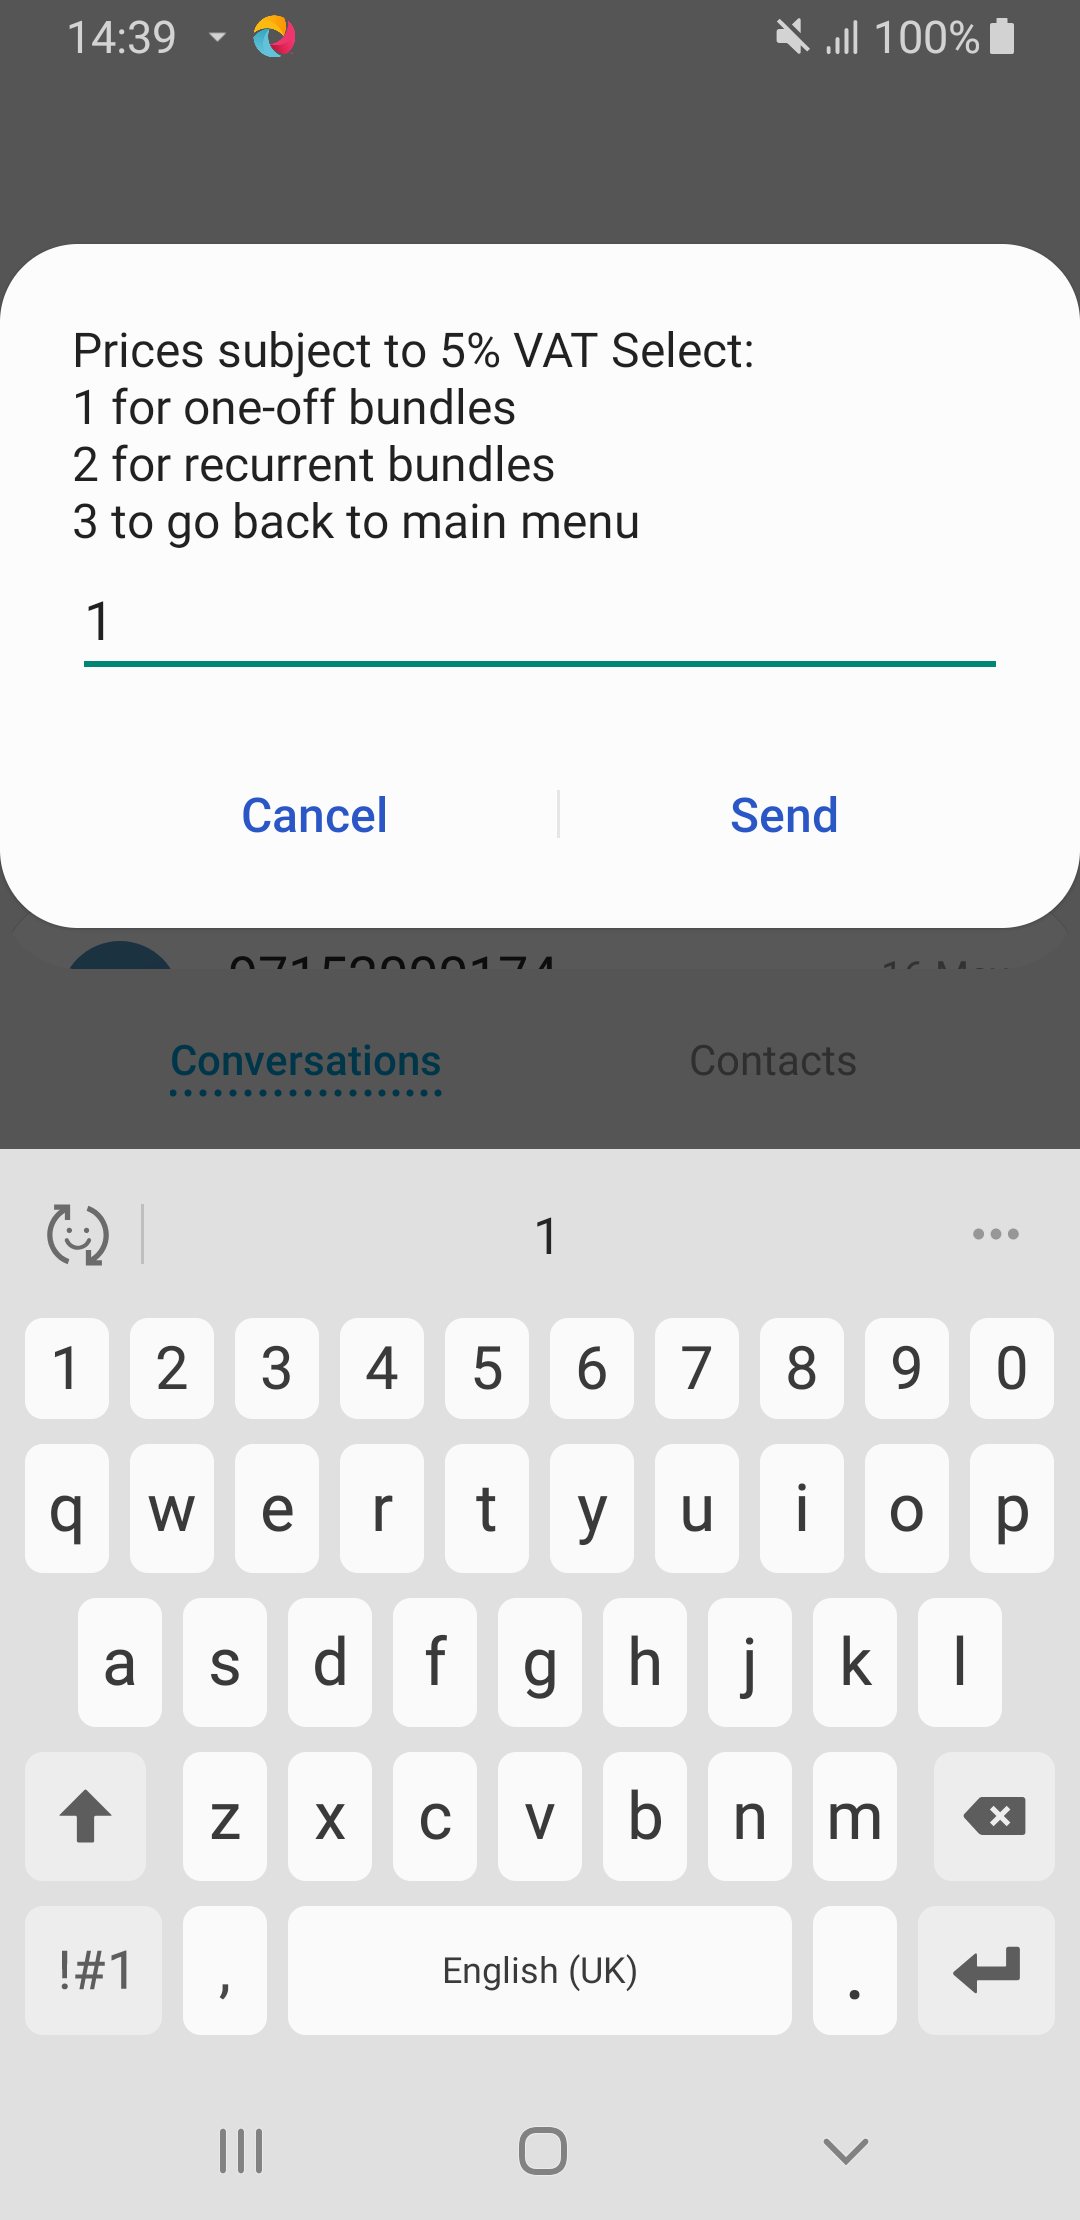 14:39
100%
Prices subject to 5% VAT Select:
1 for one-off bundles
2 for recurrent bundles
3 to go back to main menu
1
Cancel
Send
Conversations
Contacts
1
1 2 3 4 5 6 7 8 9 0
q w e r t y u i o p
a s d f g h j k l
z x c v b n m
!#1 , English (UK) .